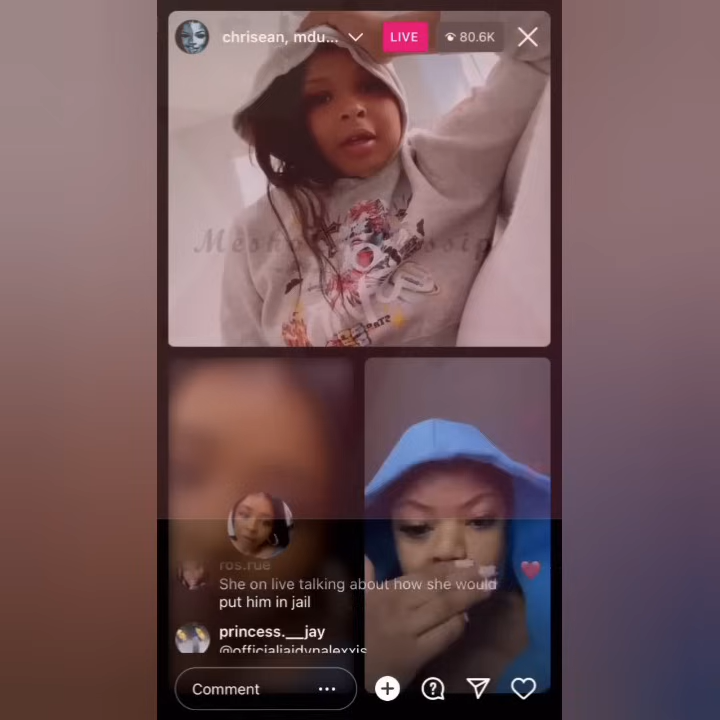 chrisean, mdu...
LIVE
80.6K
ros.rue
She on live talking about how she would
put him in jail
princess.__jay
@officialjaidynalexxis
Comment